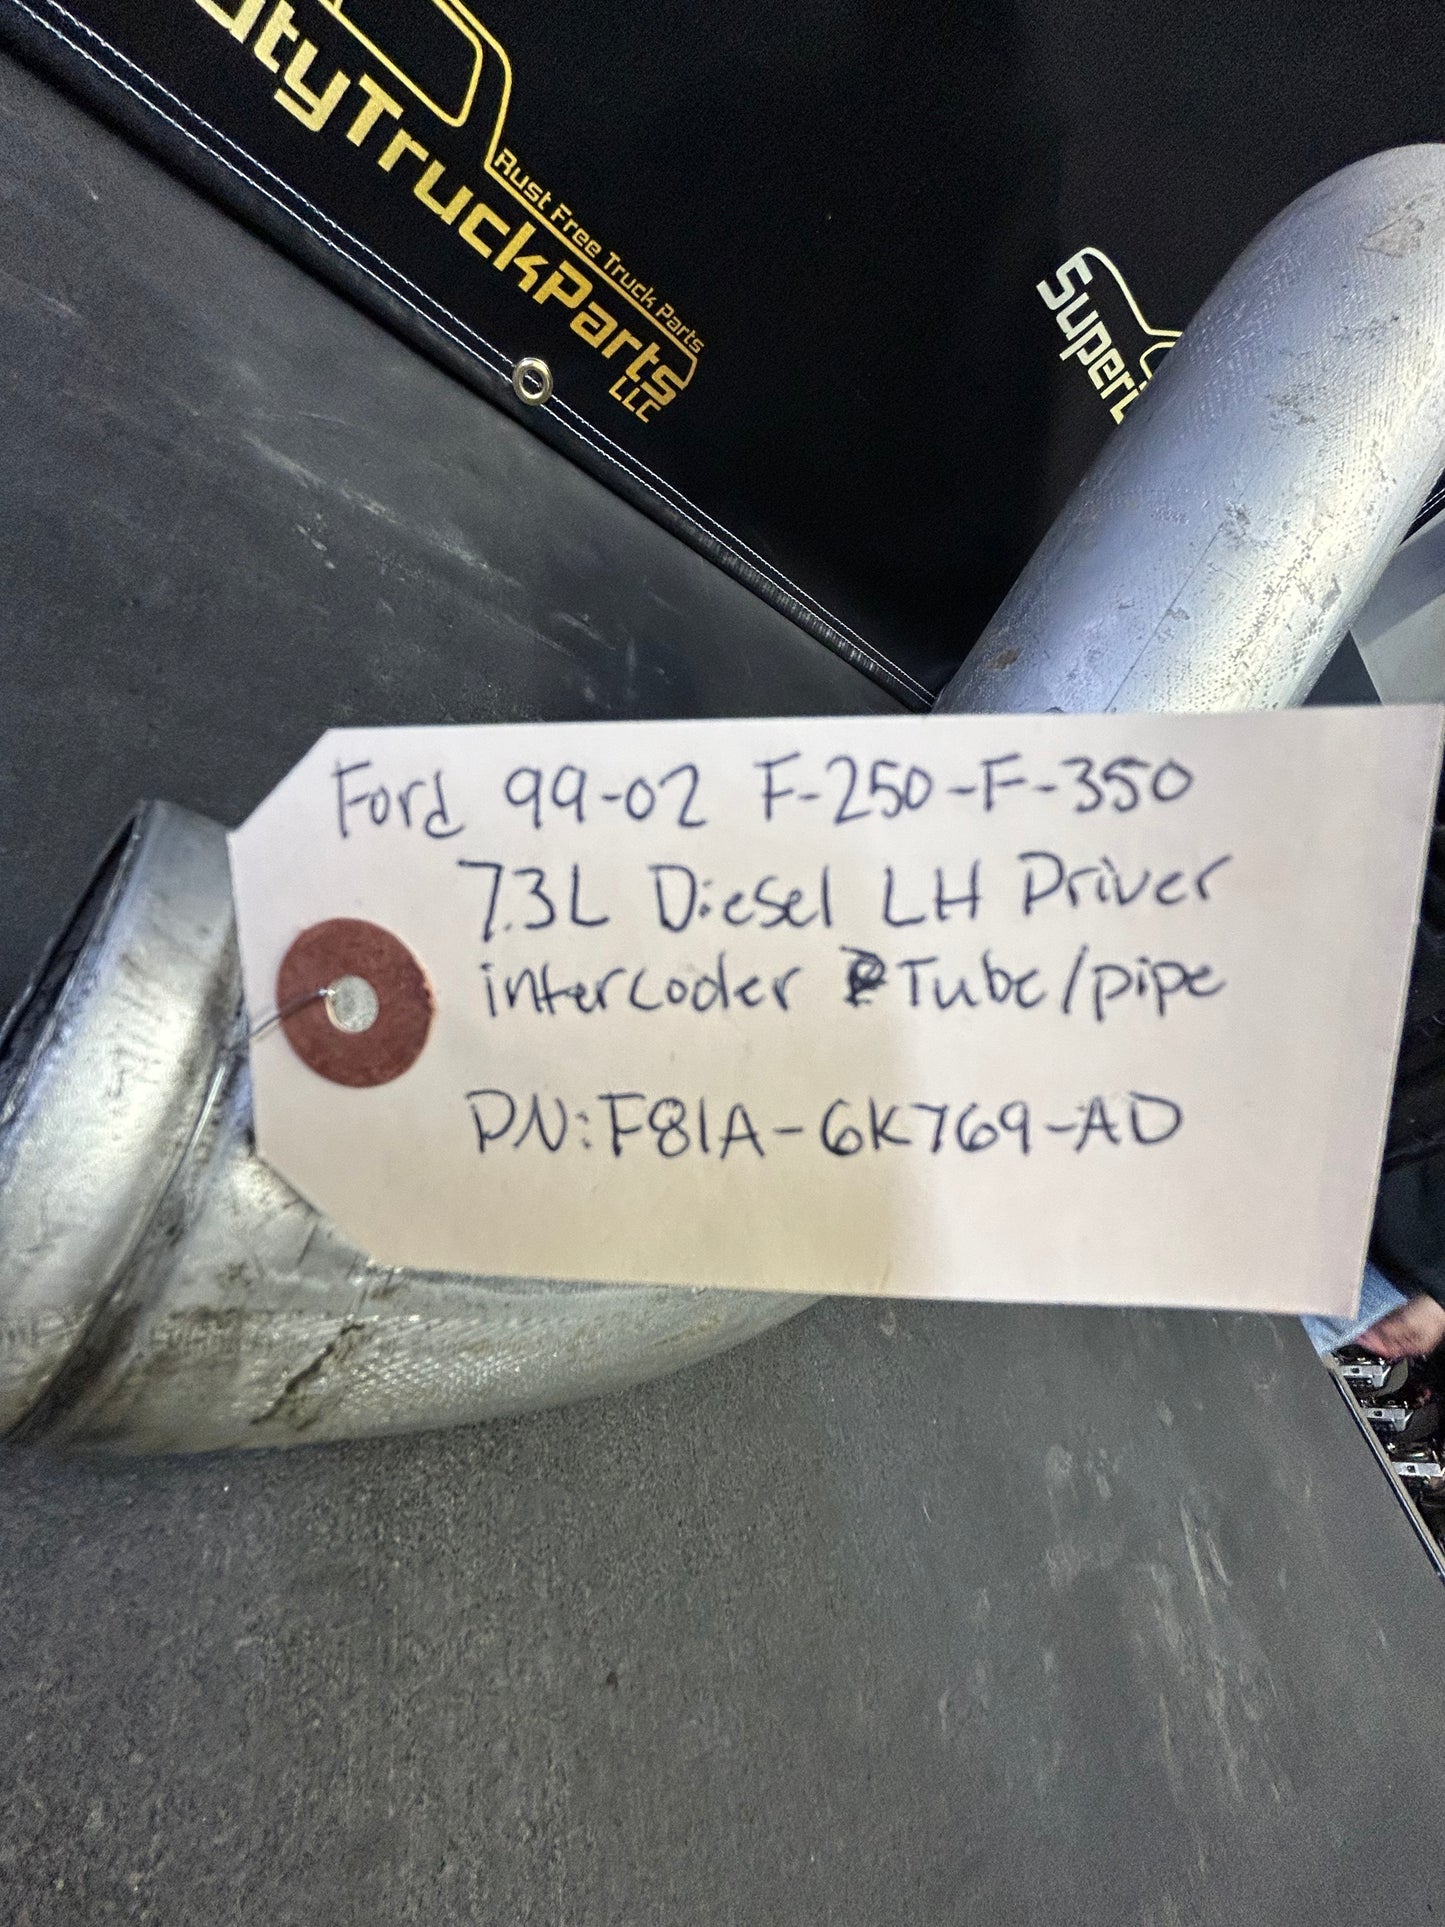 utyTruckParts
Rust Free Truck Parts
LLC
Super
Ford 99-02 F-250-F-350
7.3L Diesel LH Driver
intercooler Tube/pipe
PN: F81A-6K769-AD